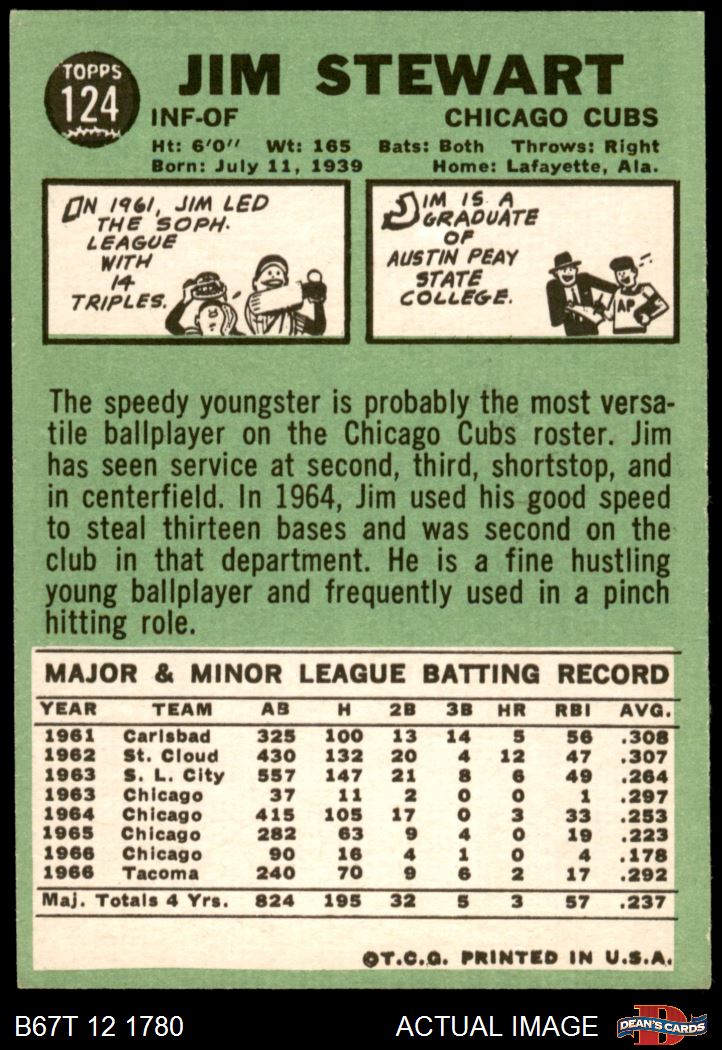 TOPPS
124
JIM STEWART
INF-OF CHICAGO CUBS
Ht: 6'0" Wt: 165 Bats: Both Throws: Right
Born: July 11, 1939 Home: Lafayette, Ala.
IN 1961, JIM LED
THE SOPH.
LEAGUE
WITH
14
TRIPLES.
JIM IS A
GRADUATE
OF
AUSTIN PEAY
STATE
COLLEGE.
AP
The speedy youngster is probably the most versa-
tile ballplayer on the Chicago Cubs roster. Jim
has seen service at second, third, shortstop, and
in centerfield. In 1964, Jim used his good speed
to steal thirteen bases and was second on the
club in that department. He is a fine hustling
young ballplayer and frequently used in a pinch
hitting role.
MAJOR & MINOR LEAGUE BATTING RECORD
YEAR TEAM AB H 2B 3B HR RBI AVG.
1961 Carlsbad 325 100 13 14 5 56 .308
1962 St. Cloud 430 132 20 4 12 47 .307
1963 S. L. City 557 147 21 8 6 49 .264
1963 Chicago 37 11 2 0 0 1 .297
1964 Chicago 415 105 17 0 3 33 .253
1965 Chicago 282 63 9 4 0 19 .223
1966 Chicago 90 16 4 1 0 4 .178
1966 Tacoma 240 70 9 6 2 17 .292
Maj. Totals 4 Yrs. 824 195 32 5 3 57 .237
©T.C.G. PRINTED IN U.S.A.
B67T 12 1780 ACTUAL IMAGE
D
DEAN'S CARDS